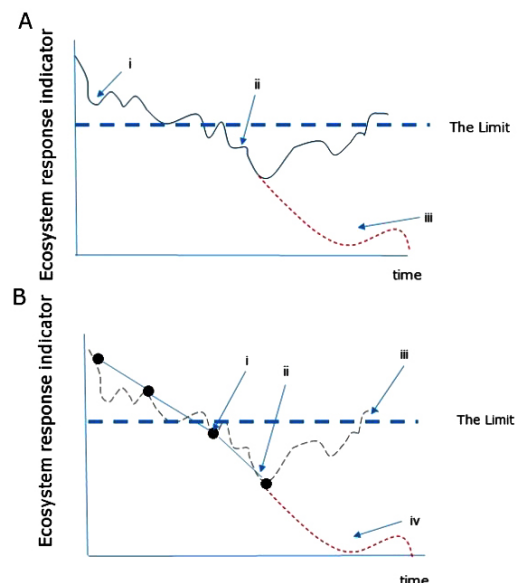 A
Ecosystem response indicator
i
ii
The Limit
iii
time
B
Ecosystem response indicator
i
ii
iii
The Limit
iv
time